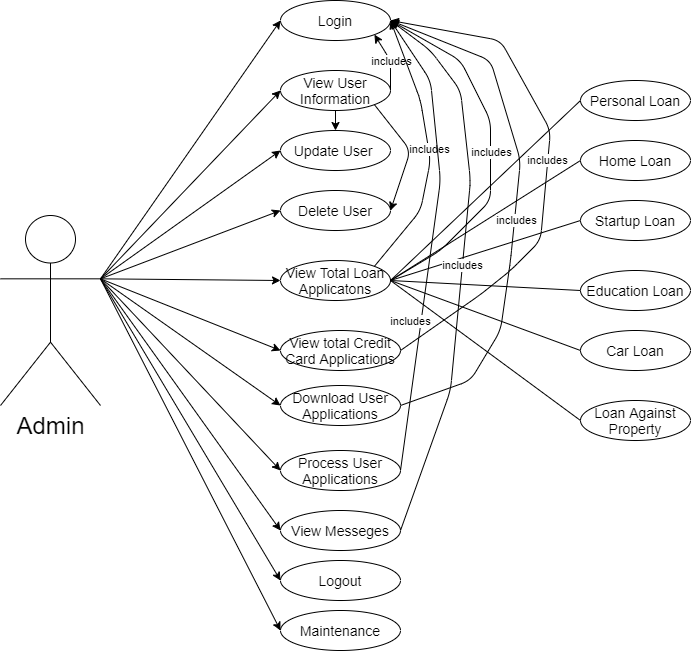 Login
includes
View User
Information
Personal Loan
Update User
includes
includes
includes
Home Loan
Delete User
includes
Startup Loan
View Total Loan
Applicatons
includes
Education Loan
includes
View total Credit
Card Applications
Car Loan
Download User
Applications
Loan Against
Property
Admin
Process User
Applications
View Messeges
Logout
Maintenance